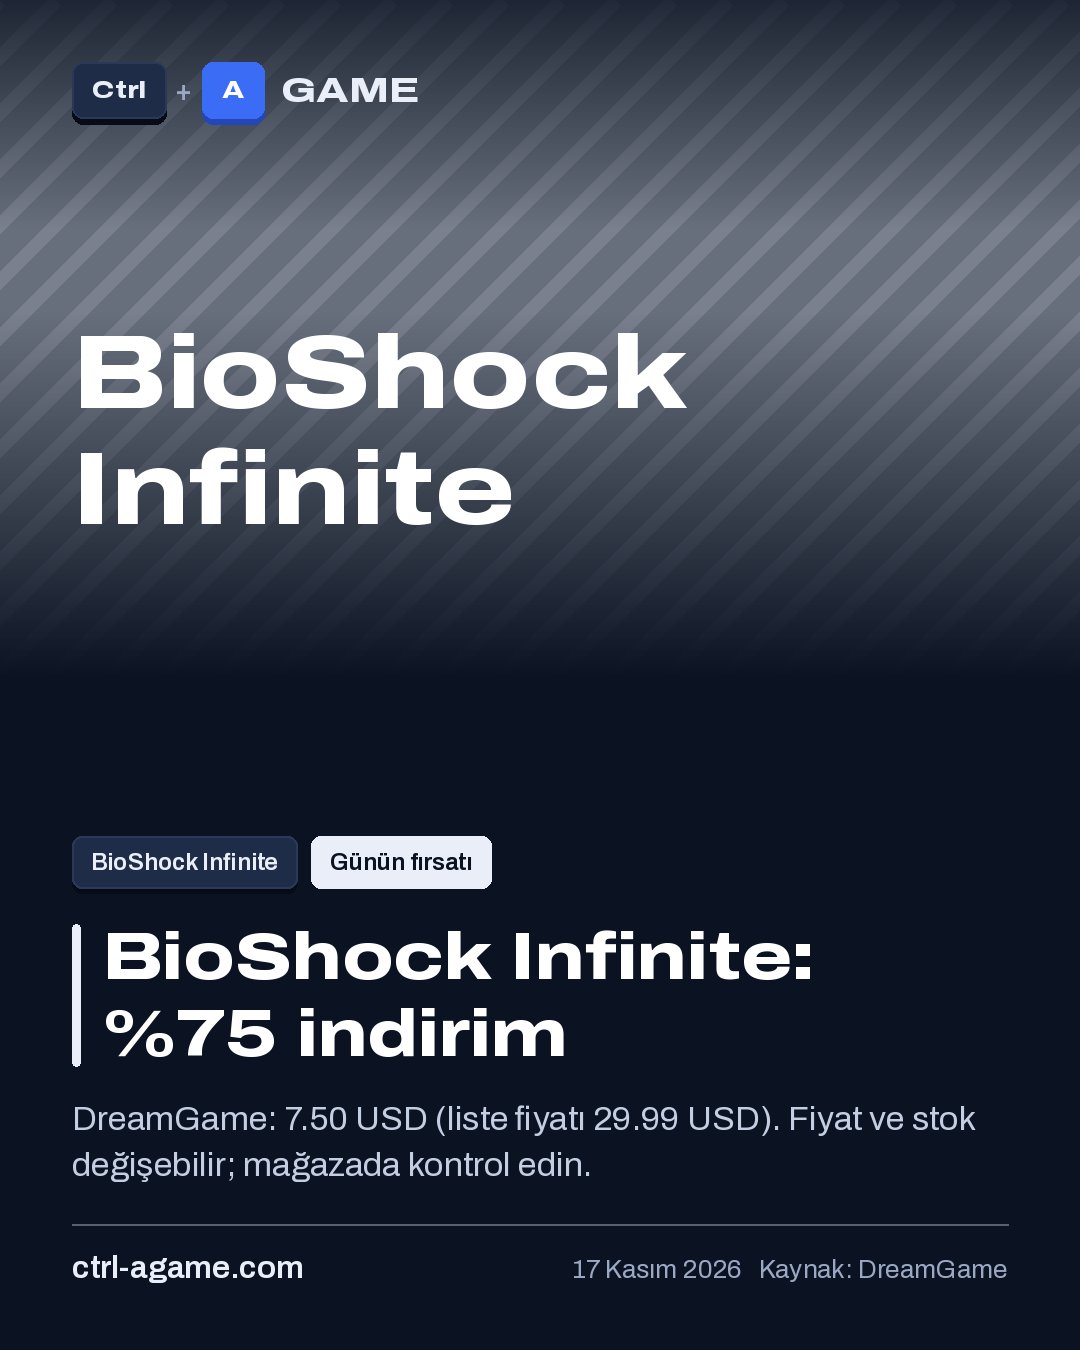 Ctrl + A GAME
BioShock
Infinite
BioShock Infinite Günün fırsatı
BioShock Infinite:
%75 indirim
DreamGame: 7.50 USD (liste fiyatı 29.99 USD). Fiyat ve stok
değişebilir; mağazada kontrol edin.
ctrl-agame.com 17 Kasım 2026 Kaynak: DreamGame